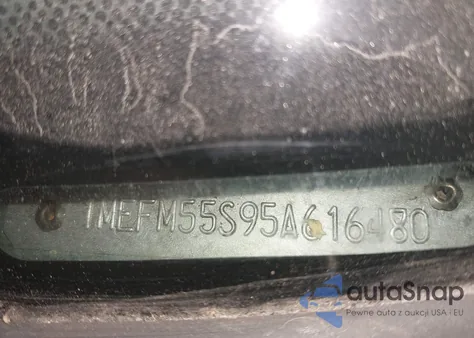 1MEFM55S95A616480
autaSnap
Pewne auta z aukcji USA i EU